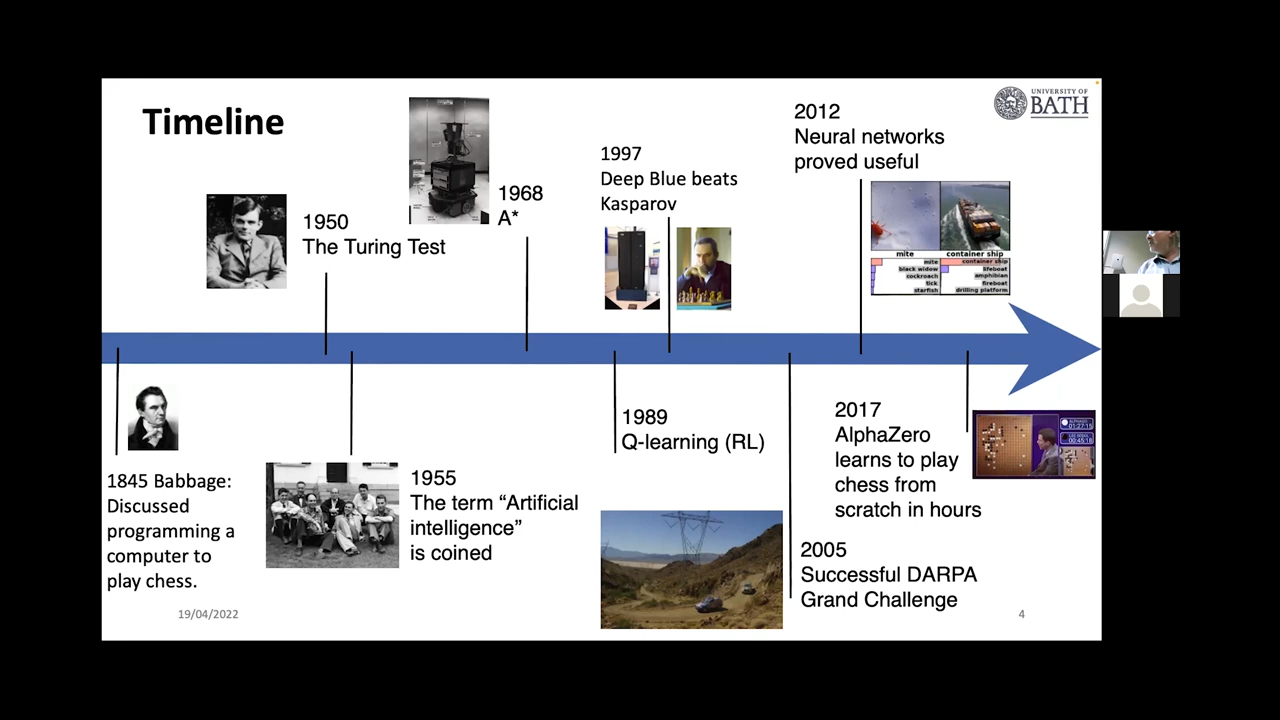 Timeline
UNIVERSITY OF
BATH
1845 Babbage:
Discussed
programming a
computer to
play chess.
1950
The Turing Test
1955
The term “Artificial
intelligence”
is coined
1968
A*
1989
Q-learning (RL)
1997
Deep Blue beats
Kasparov
2005
Successful DARPA
Grand Challenge
2012
Neural networks
proved useful
mite
container ship
mite
black widow
cockroach
tick
starfish
container ship
lifeboat
amphibian
fireboat
drilling platform
2017
AlphaZero
learns to play
chess from
scratch in hours
19/04/2022
4